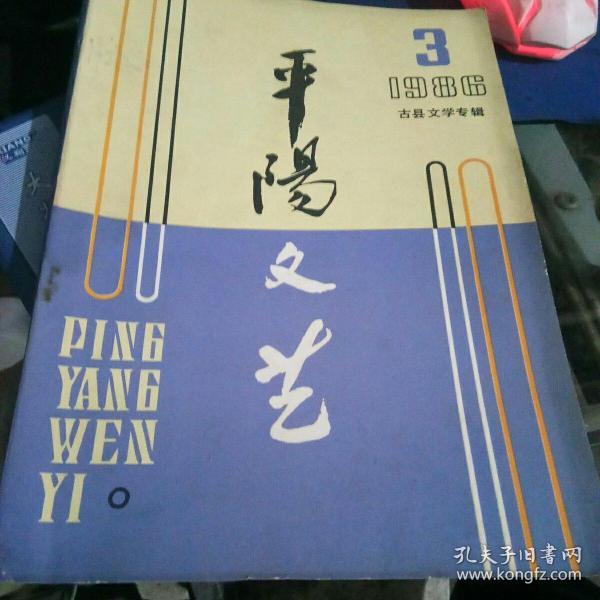 3
1986
古县文学专辑
平
陽
文
艺
PING
YANG
WEN
YI
孔夫子旧书网
www.kongfz.com